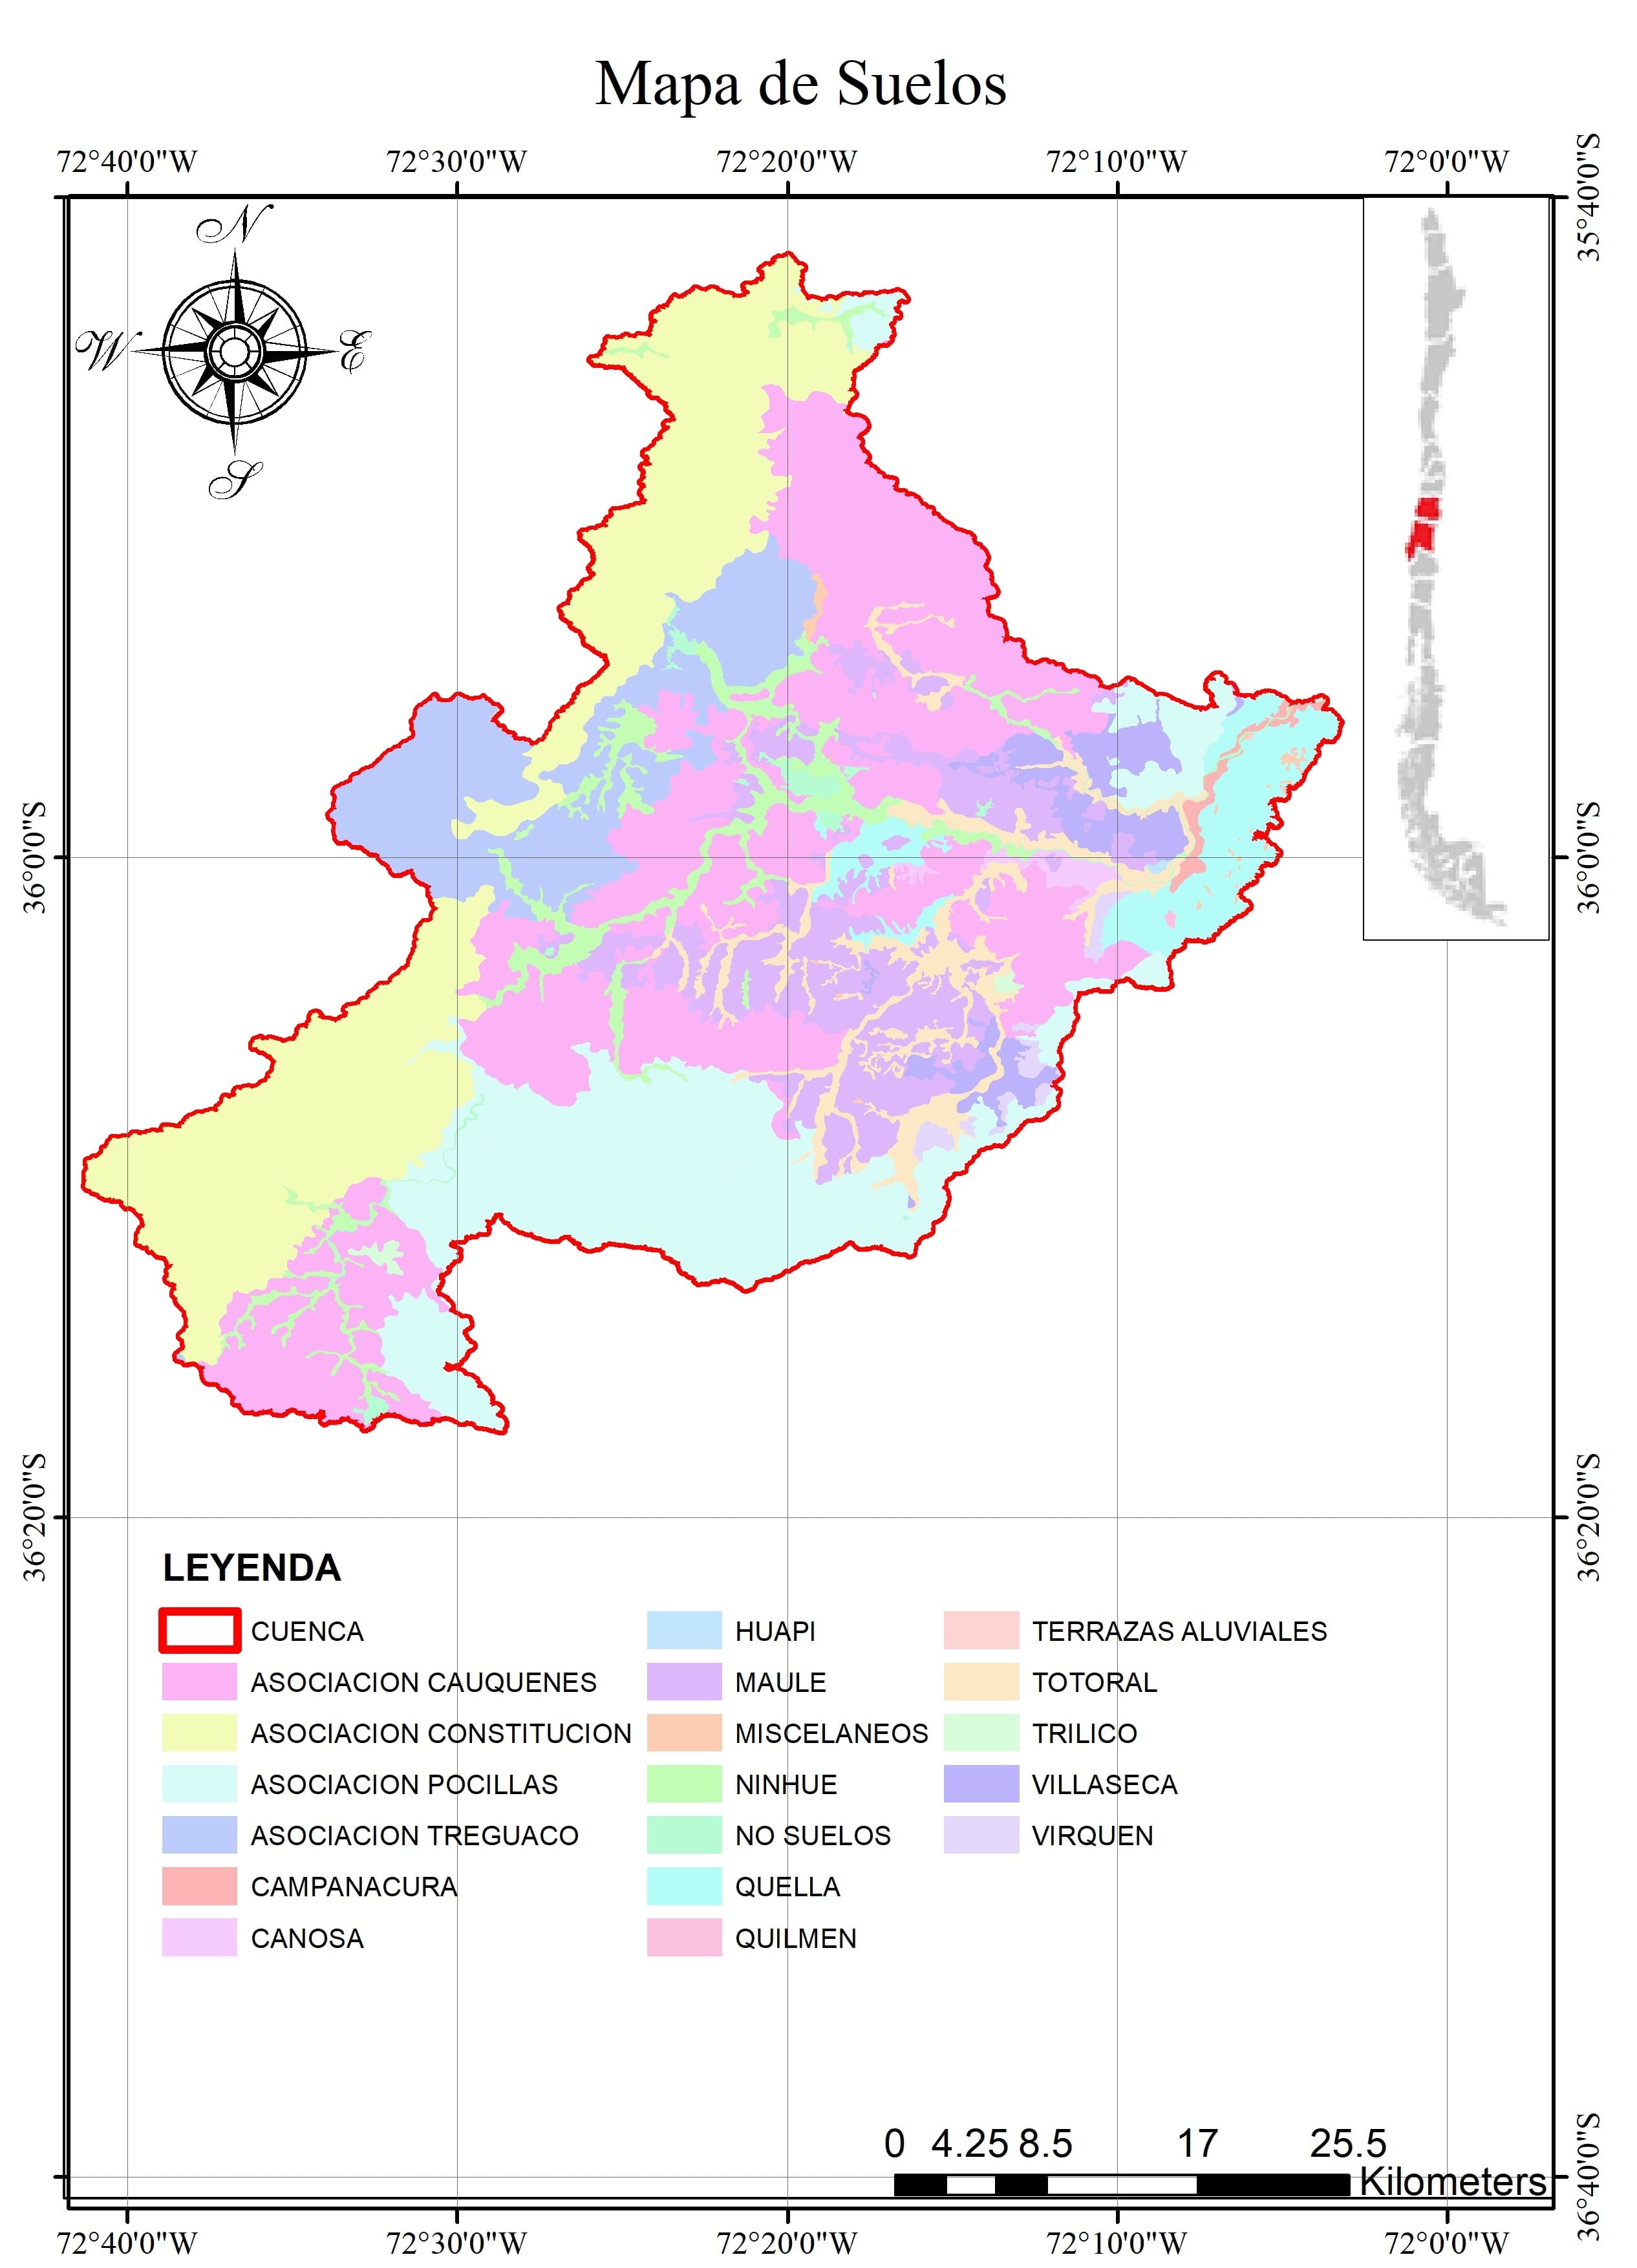 Mapa de Suelos
72°40'0"W 72°30'0"W 72°20'0"W 72°10'0"W 72°0'0"W
35°40'0"S
N
W E
S
36°0'0"S 36°0'0"S
36°20'0"S 36°20'0"S
LEYENDA
CUENCA
ASOCIACION CAUQUENES
ASOCIACION CONSTITUCION
ASOCIACION POCILLAS
ASOCIACION TREGUACO
CAMPANACURA
CANOSA
HUAPI
MAULE
MISCELANEOS
NINHUE
NO SUELOS
QUELLA
QUILMEN
TERRAZAS ALUVIALES
TOTORAL
TRILICO
VILLASECA
VIRQUEN
0 4.25 8.5 17 25.5
Kilometers
36°40'0"S
72°40'0"W 72°30'0"W 72°20'0"W 72°10'0"W 72°0'0"W